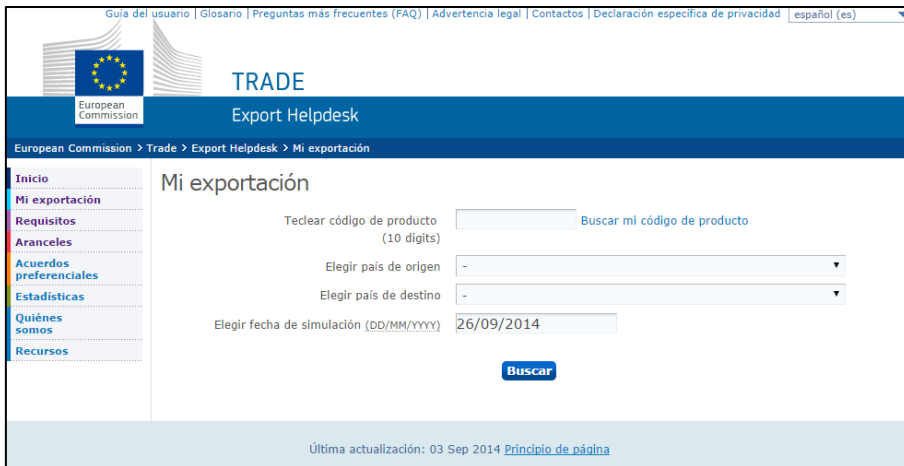 Guía del usuario | Glosario | Preguntas más frecuentes (FAQ) | Advertencia legal | Contactos | Declaración específica de privacidad | español (es)
European
Commission
TRADE
Export Helpdesk
European Commission > Trade > Export Helpdesk > Mi exportación
Inicio
Mi exportación
Requisitos
Aranceles
Acuerdos
preferenciales
Estadísticas
Quiénes
somos
Recursos
Mi exportación
Teclear código de producto
(10 digits)
Buscar mi código de producto
Elegir país de origen -
Elegir país de destino -
Elegir fecha de simulación (DD/MM/YYYY) 26/09/2014
Buscar
Última actualización: 03 Sep 2014 Principio de página